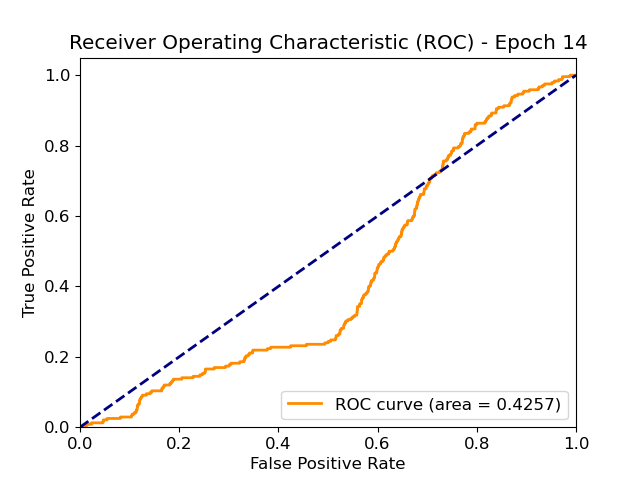 Receiver Operating Characteristic (ROC) - Epoch 14
1.0
0.8
0.6
0.4
0.2
0.0
True Positive Rate
ROC curve (area = 0.4257)
0.0 0.2 0.4 0.6 0.8 1.0
False Positive Rate